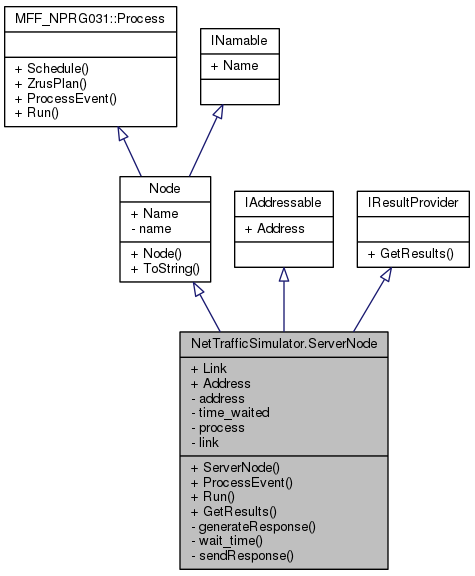 MFF_NPRG031::Process
+ Schedule()
+ ZrusPlan()
+ ProcessEvent()
+ Run()
INamable
+ Name
Node
+ Name
- name
+ Node()
+ ToString()
IAddressable
+ Address
IResultProvider
+ GetResults()
NetTrafficSimulator.ServerNode
+ Link
+ Address
- address
- time_waited
- process
- link
+ ServerNode()
+ ProcessEvent()
+ Run()
+ GetResults()
- generateResponse()
- wait_time()
- sendResponse()